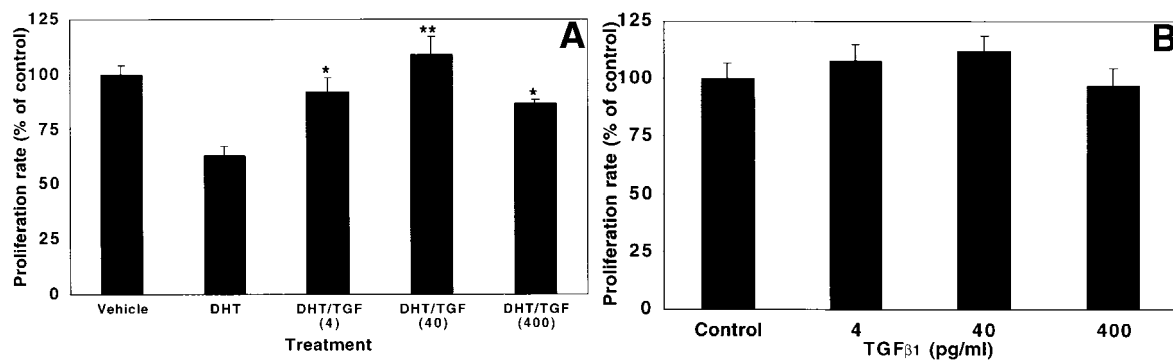 A
Proliferation rate (% of control)
125
100
75
50
25
0
*
**
*
Vehicle
DHT
DHT/TGF
(4)
DHT/TGF
(40)
DHT/TGF
(400)
Treatment
B
Proliferation rate (% of control)
125
100
75
50
25
0
Control
4
40
400
TGFβ1 (pg/ml)